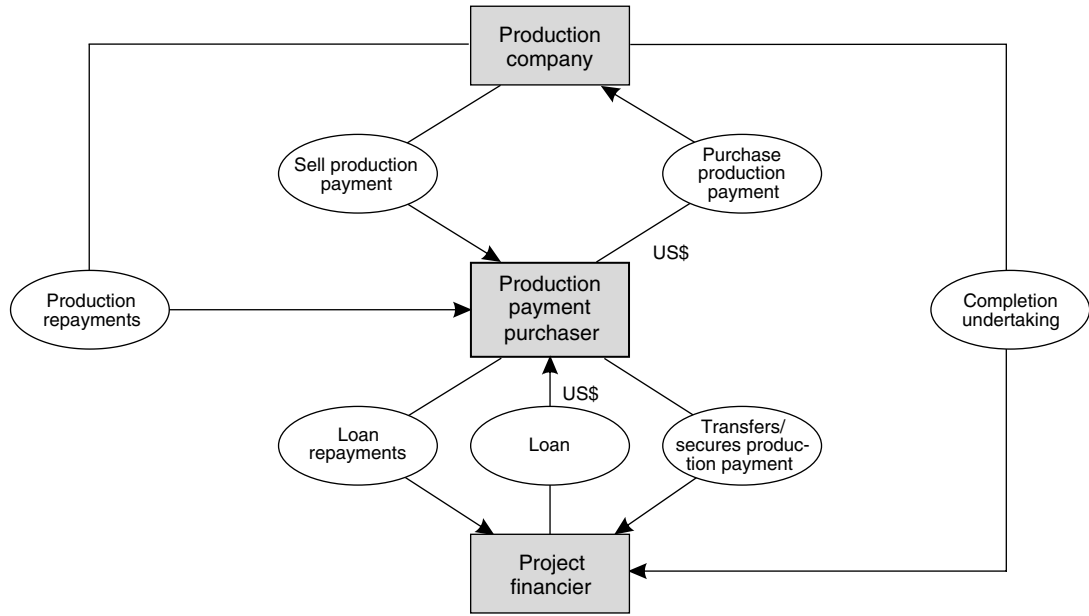 Production
company
Sell production
payment
Purchase
production
payment
US$
Production
repayments
Production
payment
purchaser
Completion
undertaking
US$
Loan
repayments
Loan
Transfers/
secures produc-
tion payment
Project
financier